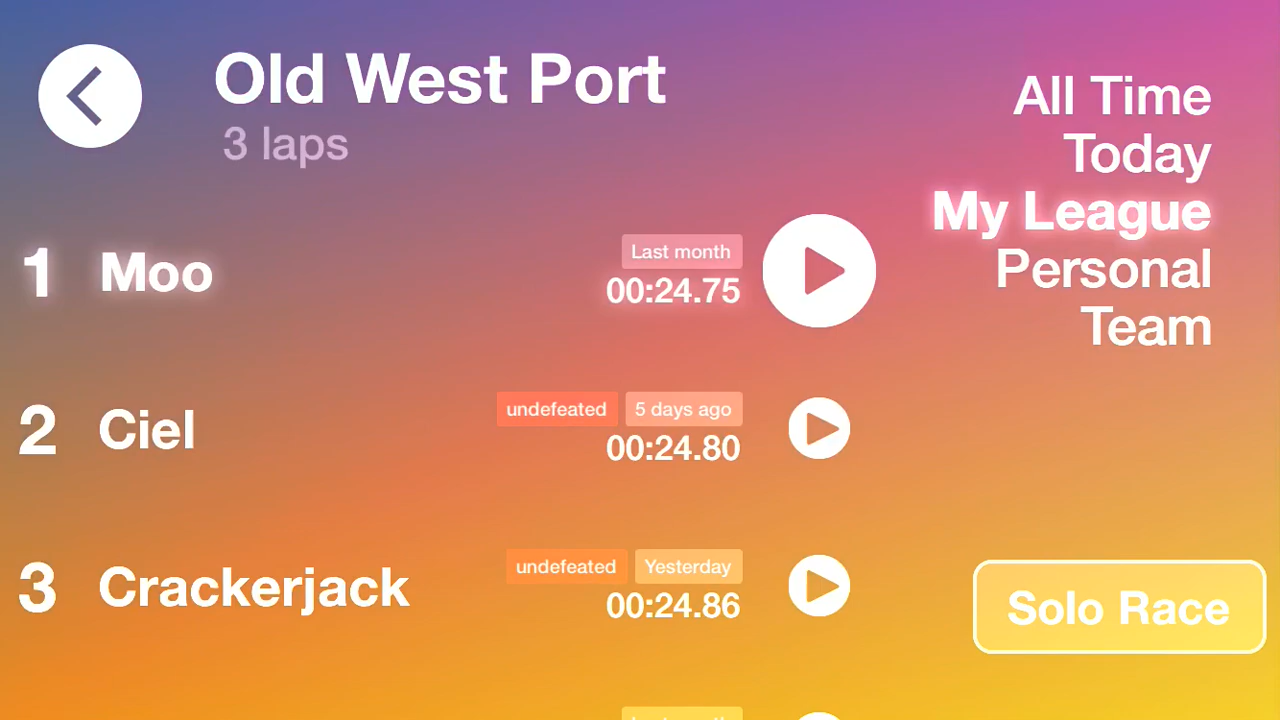 Old West Port
3 laps
All Time
Today
My League
Personal
Team
1 Moo Last month
00:24.75
2 Ciel undefeated 5 days ago
00:24.80
3 Crackerjack undefeated Yesterday
00:24.86
Solo Race